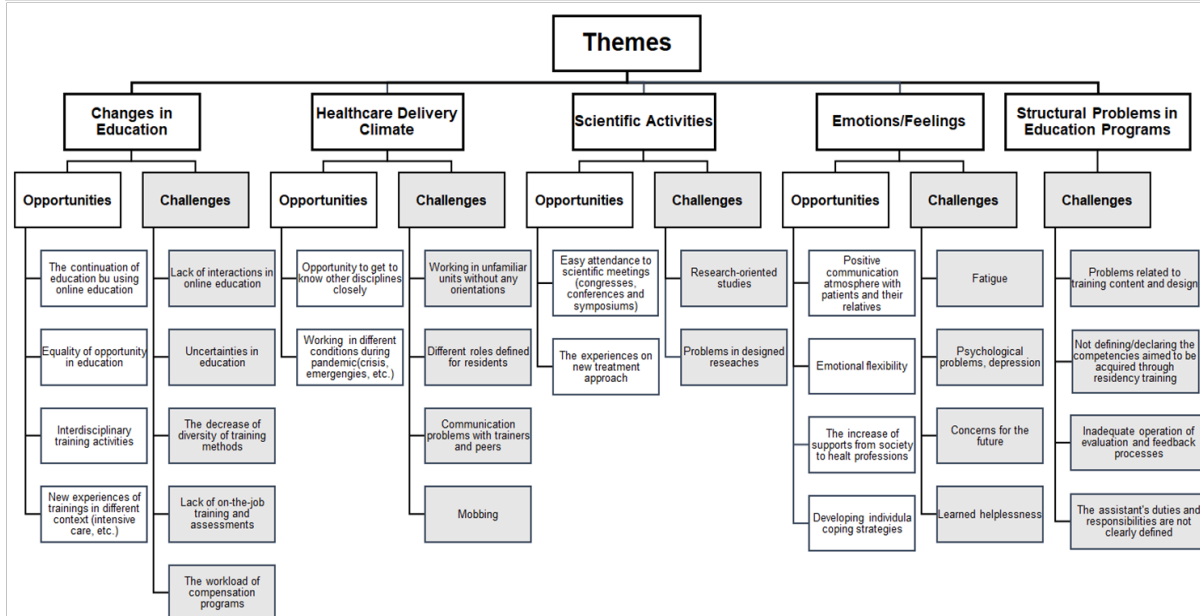 Themes
Changes in
Education
Healthcare Delivery
Climate
Scientific Activities
Emotions/Feelings
Structural Problems in
Education Programs
Opportunities
Challenges
Opportunities
Challenges
Opportunities
Challenges
Opportunities
Challenges
Challenges
The continuation of
education bu using
online education
Equality of opportunity
in education
Interdisciplinary
training activities
New experiences of
trainings in different
context (intensive
care, etc.)
Lack of interactions in
online education
Uncertainties in
education
The decrease of
diversity of training
methods
Lack of on-the-job
training and
assessments
The workload of
compensation
programs
Opportunity to get to
know other disciplines
closely
Working in different
conditions during
pandemic(crisis,
emergengies, etc.)
Working in unfamiliar
units without any
orientations
Different roles defined
for residents
Communication
problems with trainers
and peers
Mobbing
Easy attendance to
scientific meetings
(congresses,
conferences and
symposiums)
The experiences on
new treatment
approach
Research-oriented
studies
Problems in designed
reseaches
Positive
communication
atmosphere with
patients and their
relatives
Emotional flexibility
The increase of
supports from society
to healt professions
Developing individula
coping strategies
Fatigue
Psychological
problems, depression
Concerns for the
future
Learned helplessness
Problems related to
training content and design
Not defining/declaring the
competencies aimed to be
acquired through
residency training
Inadequate operation of
evaluation and feedback
processes
The assistant's duties and
responsibilities are not
clearly defined